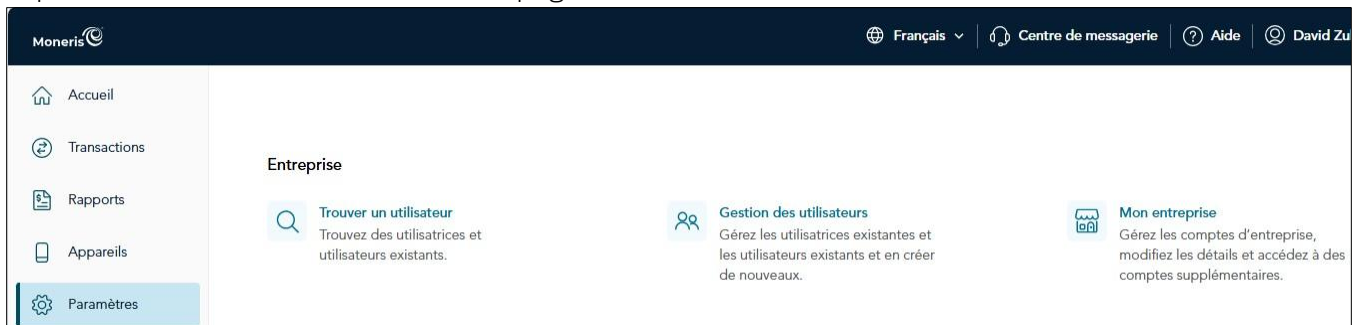 Moneris
Français
Centre de messagerie
Aide
David Zu
Accueil
Transactions
Rapports
Appareils
Paramètres
Entreprise
Trouver un utilisateur
Trouvez des utilisatrices et
utilisateurs existants.
Gestion des utilisateurs
Gérez les utilisatrices existantes et
les utilisateurs existants et en créer
de nouveaux.
Mon entreprise
Gérez les comptes d'entreprise,
modifiez les détails et accédez à des
comptes supplémentaires.